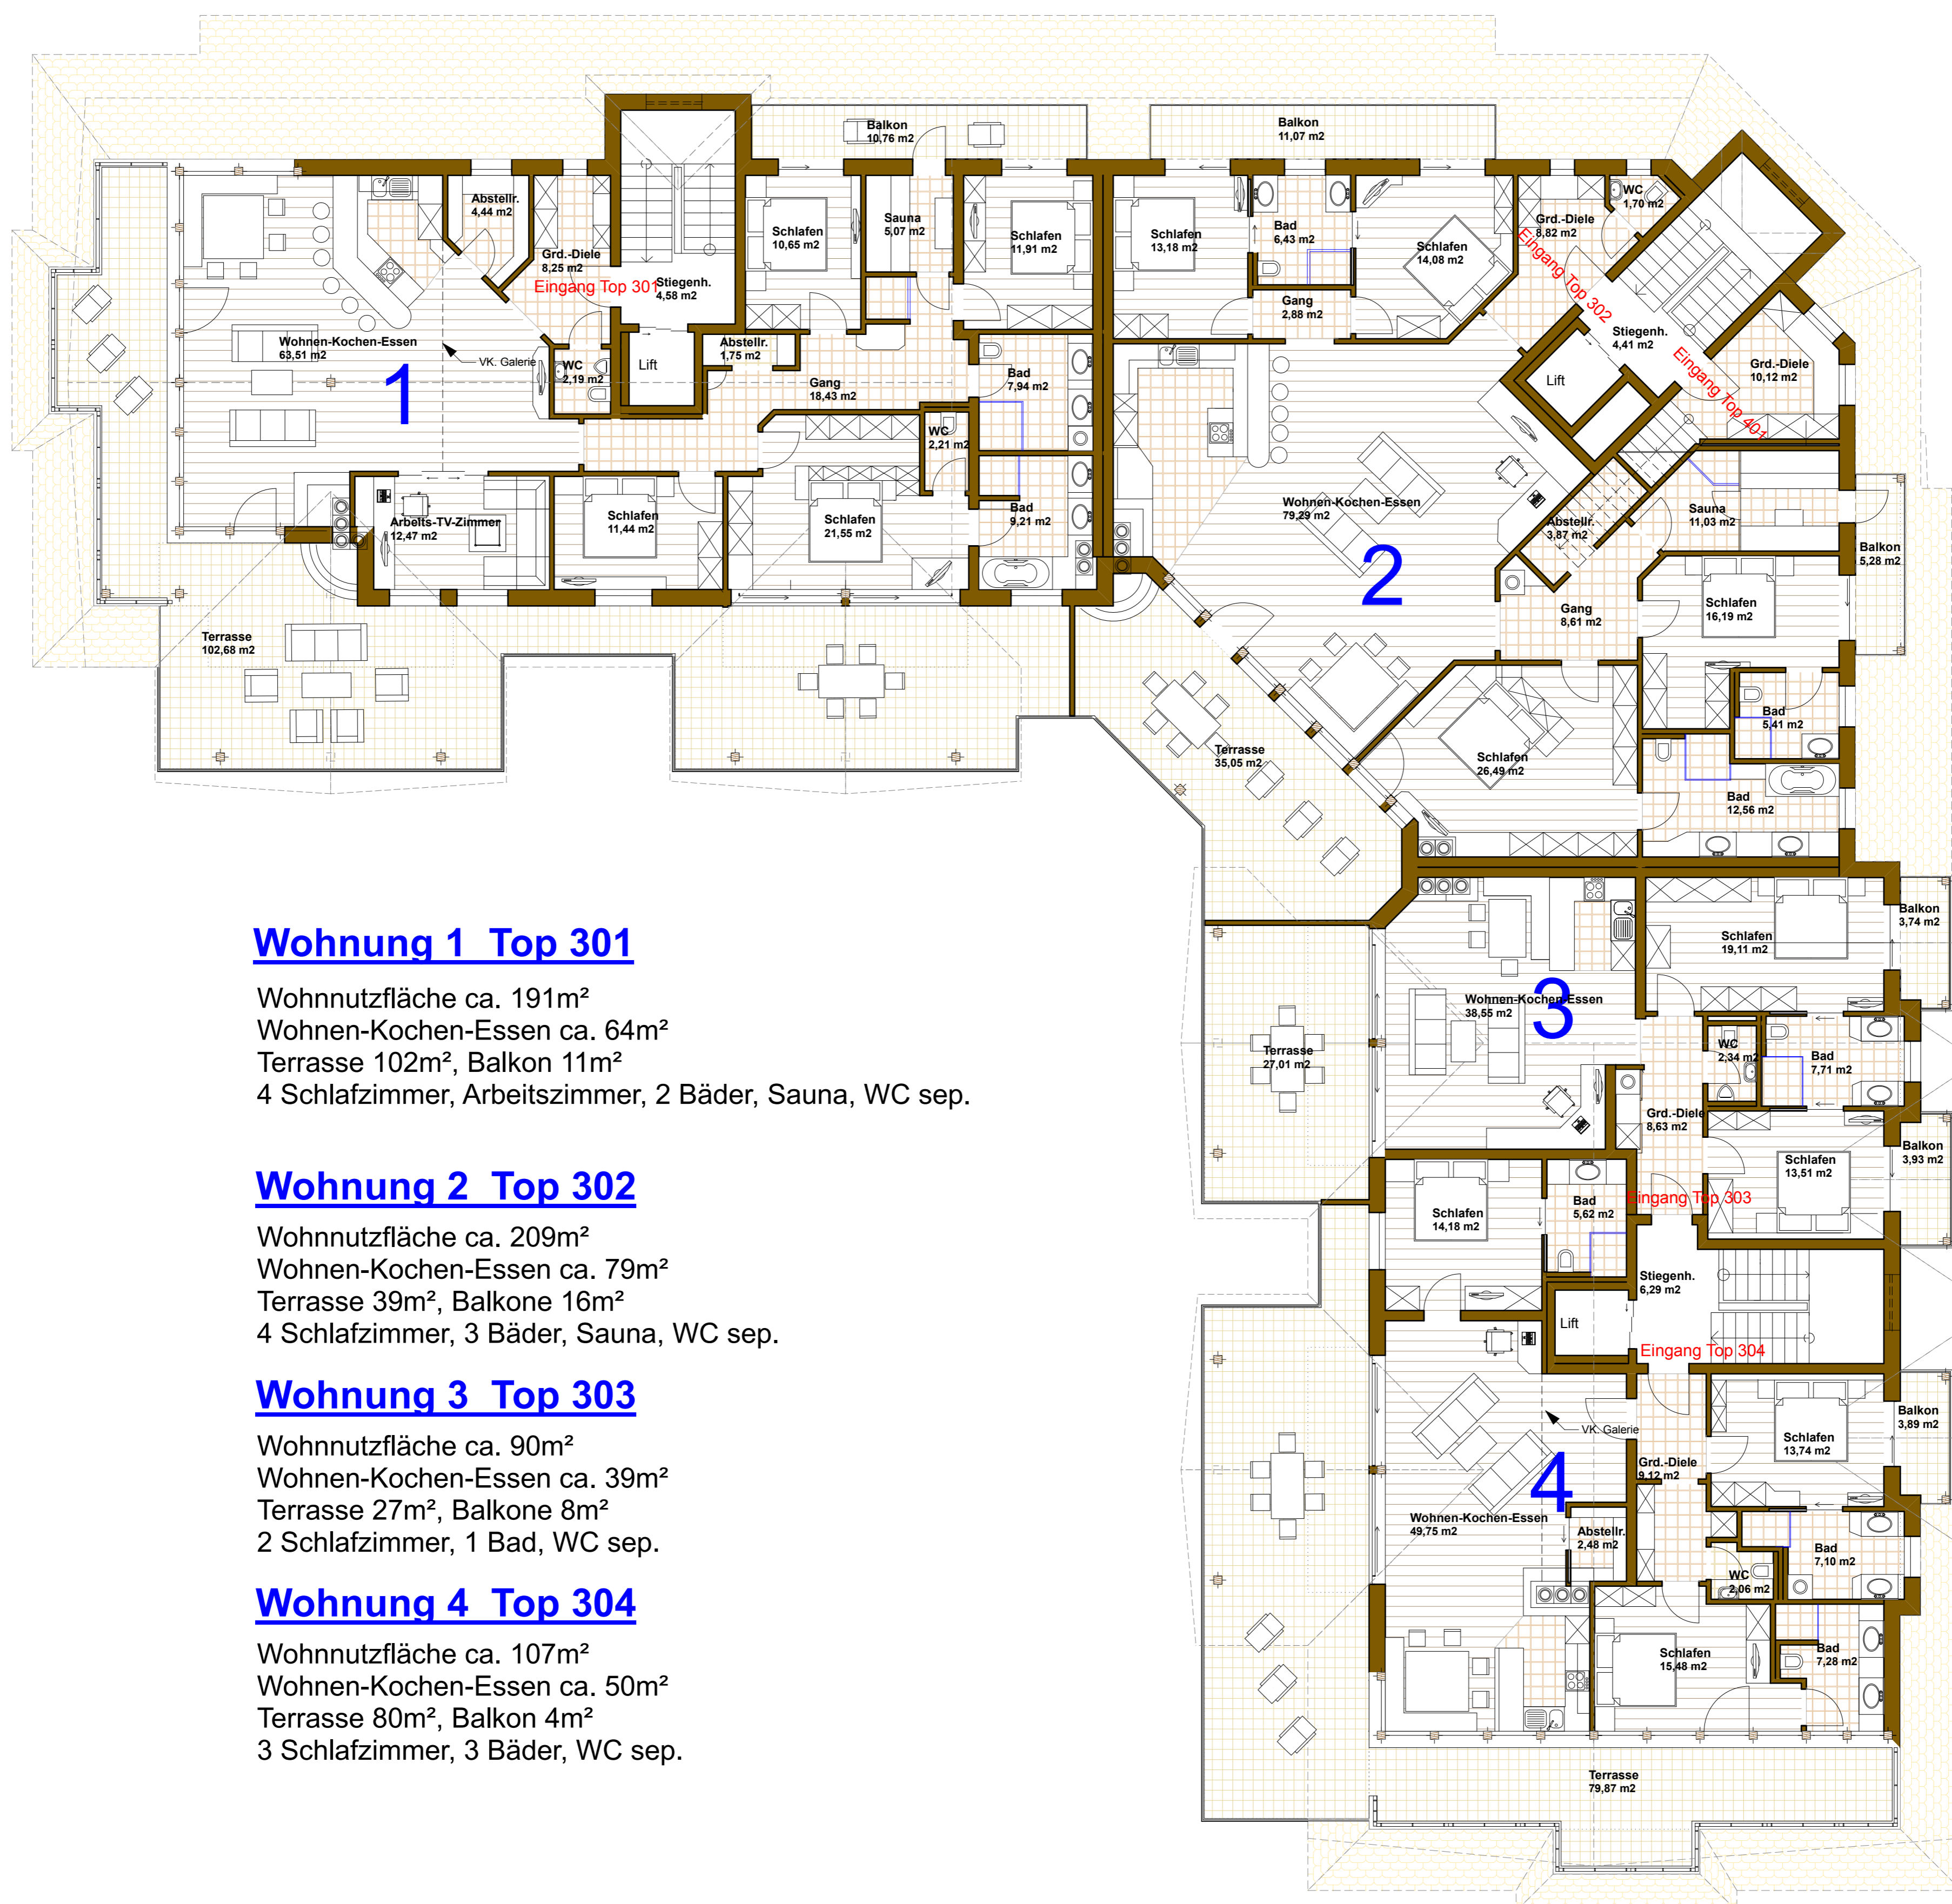 Balkon
10,76 m2
Balkon
11,07 m2
Abstellr.
4,44 m2
Grd.-Diele
8,25 m2
Eingang Top 301
Stiegenh.
4,58 m2
Schlafen
10,65 m2
Sauna
5,07 m2
Schlafen
11,91 m2
Schlafen
13,18 m2
Bad
6,43 m2
Schlafen
14,08 m2
Gang
2,88 m2
Grd.-Diele
8,82 m2
WC
1,70 m2
Eingang Top 302
Stiegenh.
4,41 m2
Lift
Eingang Top 401
Grd.-Diele
10,12 m2
Wohnen-Kochen-Essen
63,51 m2
1
VK. Galerie
WC
2,19 m2
Lift
Abstellr.
1,75 m2
Gang
18,43 m2
Bad
7,94 m2
WC
2,21 m2
Arbeits-TV-Zimmer
12,47 m2
Schlafen
11,44 m2
Schlafen
21,55 m2
Bad
9,21 m2
Wohnen-Kochen-Essen
79,29 m2
2
Abstellr.
3,87 m2
Sauna
11,03 m2
Balkon
5,28 m2
Gang
8,61 m2
Schlafen
16,19 m2
Bad
5,41 m2
Terrasse
102,68 m2
Terrasse
35,05 m2
Schlafen
26,49 m2
Bad
12,56 m2
Wohnung 1 Top 301
Wohnnutzfläche ca. 191m²
Wohnen-Kochen-Essen ca. 64m²
Terrasse 102m², Balkon 11m²
4 Schlafzimmer, Arbeitszimmer, 2 Bäder, Sauna, WC sep.
Wohnung 2 Top 302
Wohnnutzfläche ca. 209m²
Wohnen-Kochen-Essen ca. 79m²
Terrasse 39m², Balkone 16m²
4 Schlafzimmer, 3 Bäder, Sauna, WC sep.
Wohnung 3 Top 303
Wohnnutzfläche ca. 90m²
Wohnen-Kochen-Essen ca. 39m²
Terrasse 27m², Balkone 8m²
2 Schlafzimmer, 1 Bad, WC sep.
Wohnung 4 Top 304
Wohnnutzfläche ca. 107m²
Wohnen-Kochen-Essen ca. 50m²
Terrasse 80m², Balkon 4m²
3 Schlafzimmer, 3 Bäder, WC sep.
Schlafen
19,11 m2
Balkon
3,74 m2
Wohnen-Kochen-Essen
38,55 m2
3
Terrasse
27,01 m2
WC
2,34 m2
Bad
7,71 m2
Grd.-Diele
8,63 m2
Schlafen
13,51 m2
Balkon
3,93 m2
Eingang Top 303
Schlafen
14,18 m2
Bad
5,62 m2
Stiegenh.
6,29 m2
Lift
Eingang Top 304
VK. Galerie
Schlafen
13,74 m2
Balkon
3,89 m2
4
Grd.-Diele
9,12 m2
Wohnen-Kochen-Essen
49,75 m2
Abstellr.
2,48 m2
Bad
7,10 m2
WC
2,06 m2
Schlafen
15,48 m2
Bad
7,28 m2
Terrasse
79,87 m2